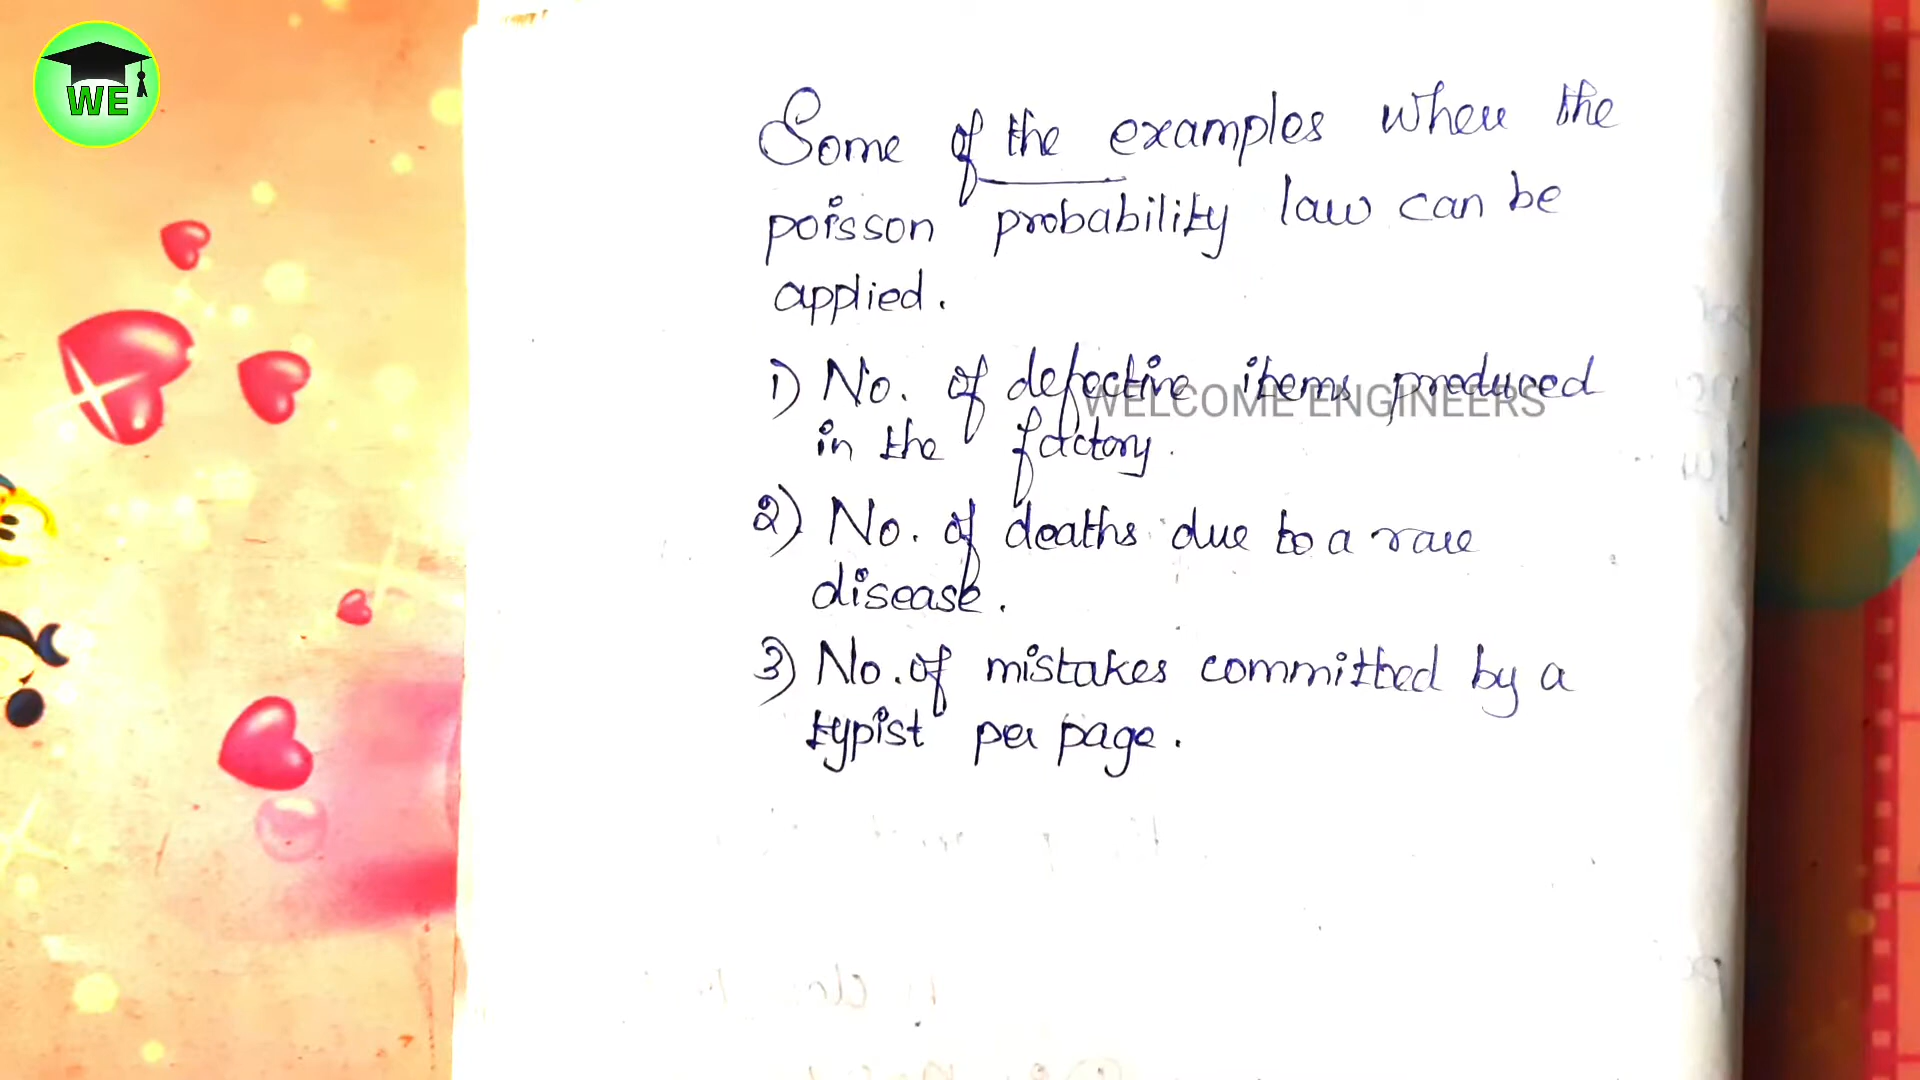 WE
Some of the examples where the
poisson probability law can be
applied.
1) No. of defective items produced
WELCOME ENGINEERS
in the factory.
2) No. of deaths due to a rare
disease.
3) No. of mistakes committed by a
typist per page.